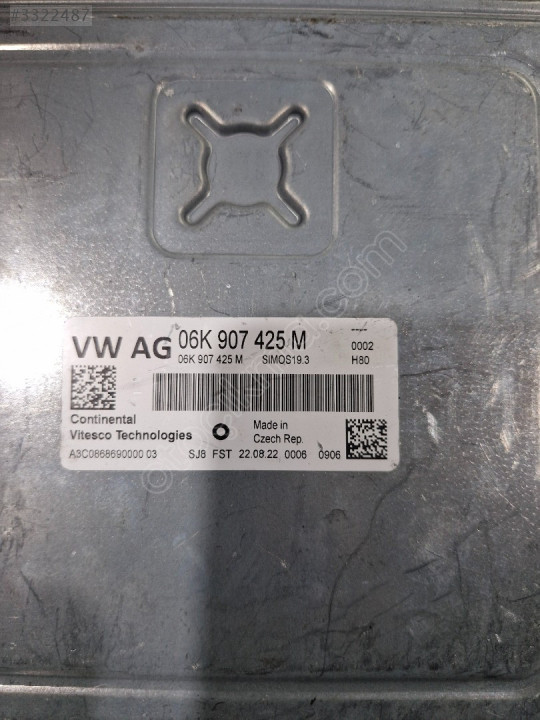 #3322487
VW AG 06K 907 425 M
0002
06K 907 425 M SiMOS19.3 H80
Continental
Vitesco Technologies
Made in
Czech Rep.
A3C0868690000 03 SJ8 FST 22.08.22 0006 0906